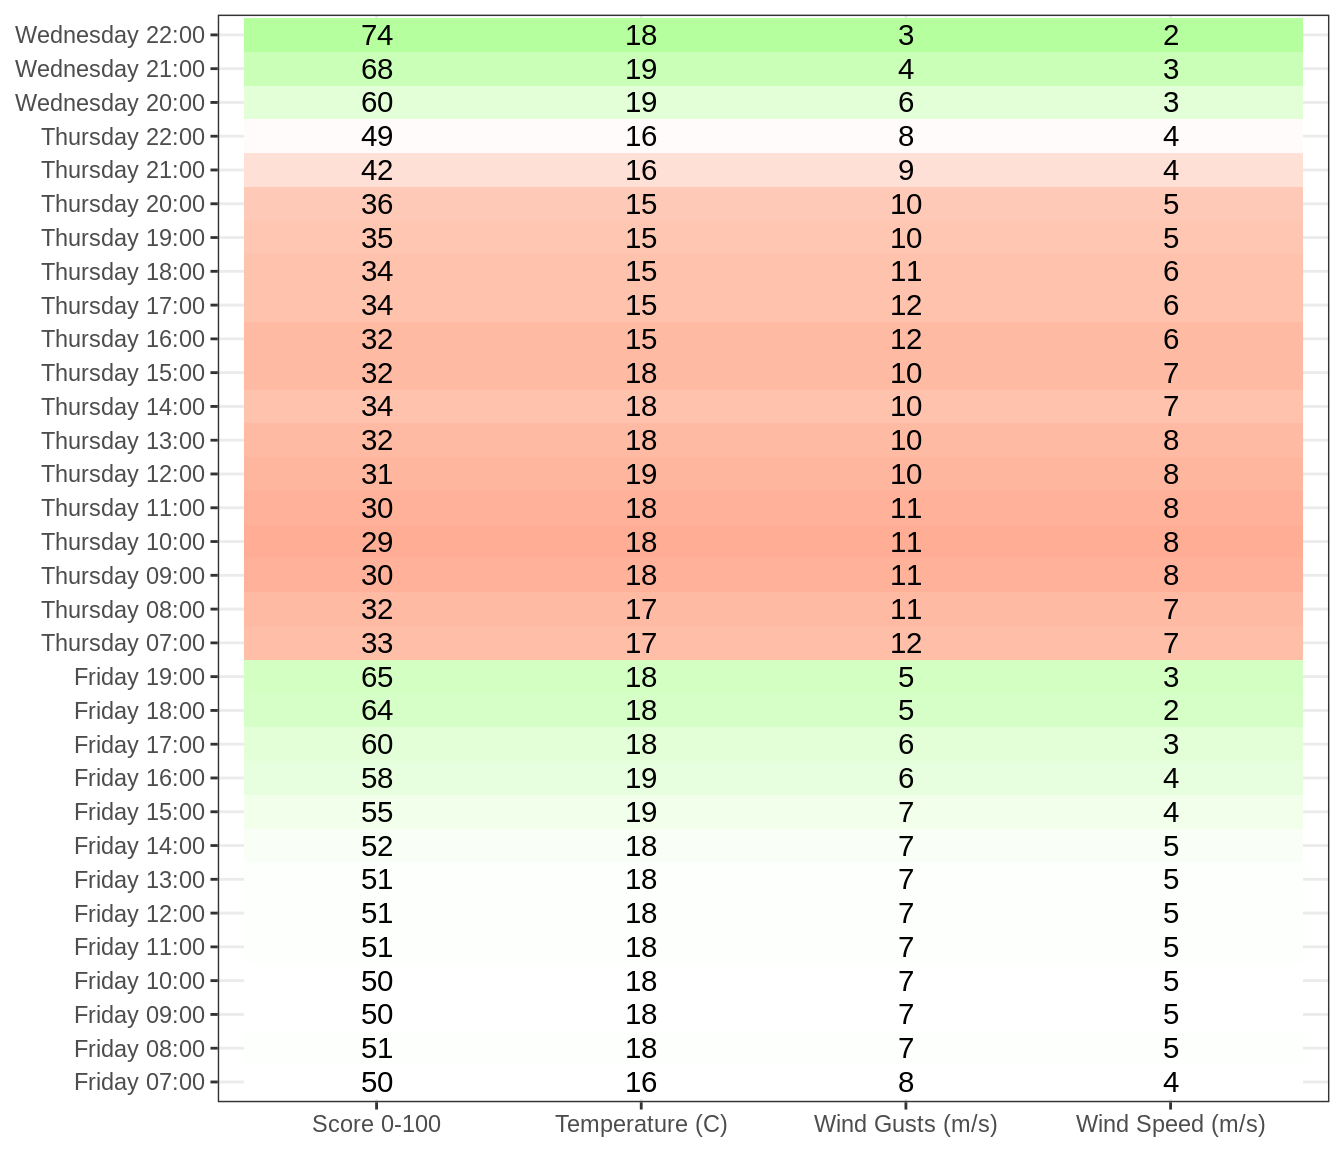 Wednesday 22:00 74 18 3 2
Wednesday 21:00 68 19 4 3
Wednesday 20:00 60 19 6 3
Thursday 22:00 49 16 8 4
Thursday 21:00 42 16 9 4
Thursday 20:00 36 15 10 5
Thursday 19:00 35 15 10 5
Thursday 18:00 34 15 11 6
Thursday 17:00 34 15 12 6
Thursday 16:00 32 15 12 6
Thursday 15:00 32 18 10 7
Thursday 14:00 34 18 10 7
Thursday 13:00 32 18 10 8
Thursday 12:00 31 19 10 8
Thursday 11:00 30 18 11 8
Thursday 10:00 29 18 11 8
Thursday 09:00 30 18 11 8
Thursday 08:00 32 17 11 7
Thursday 07:00 33 17 12 7
Friday 19:00 65 18 5 3
Friday 18:00 64 18 5 2
Friday 17:00 60 18 6 3
Friday 16:00 58 19 6 4
Friday 15:00 55 19 7 4
Friday 14:00 52 18 7 5
Friday 13:00 51 18 7 5
Friday 12:00 51 18 7 5
Friday 11:00 51 18 7 5
Friday 10:00 50 18 7 5
Friday 09:00 50 18 7 5
Friday 08:00 51 18 7 5
Friday 07:00 50 16 8 4
Score 0-100 Temperature (C) Wind Gusts (m/s) Wind Speed (m/s)